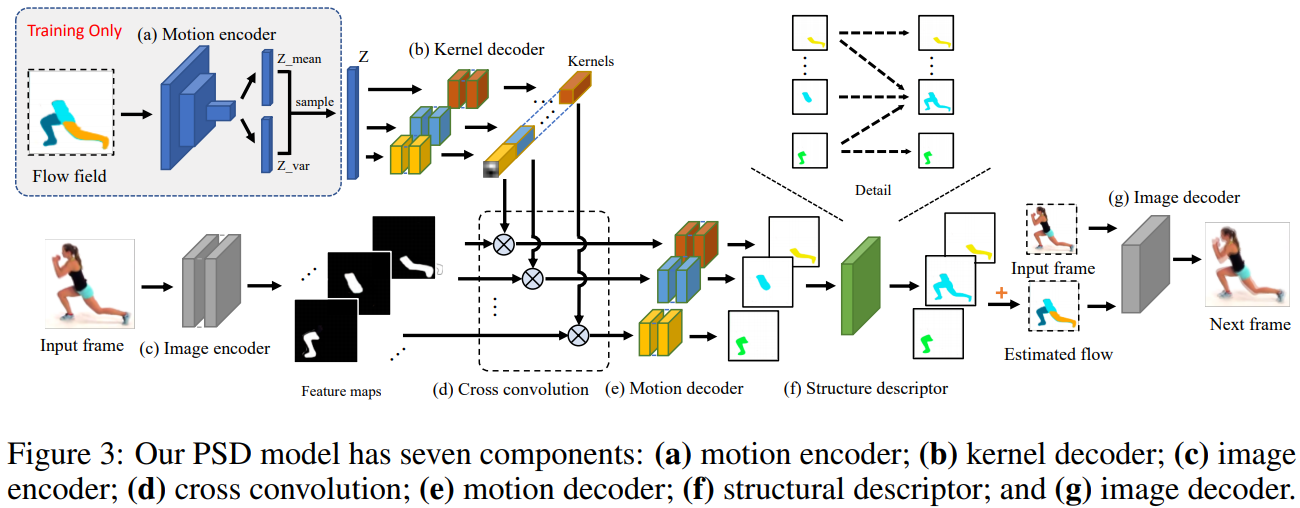 Training Only
(a) Motion encoder
Z_mean
sample
Z_var
Flow field
Z
(b) Kernel decoder
Kernels
Detail
(g) Image decoder
Input frame
(c) Image encoder
Feature maps
(d) Cross convolution
(e) Motion decoder
(f) Structure descriptor
+
Input frame
Estimated flow
Next frame
Figure 3: Our PSD model has seven components: (a) motion encoder; (b) kernel decoder; (c) image
encoder; (d) cross convolution; (e) motion decoder; (f) structural descriptor; and (g) image decoder.